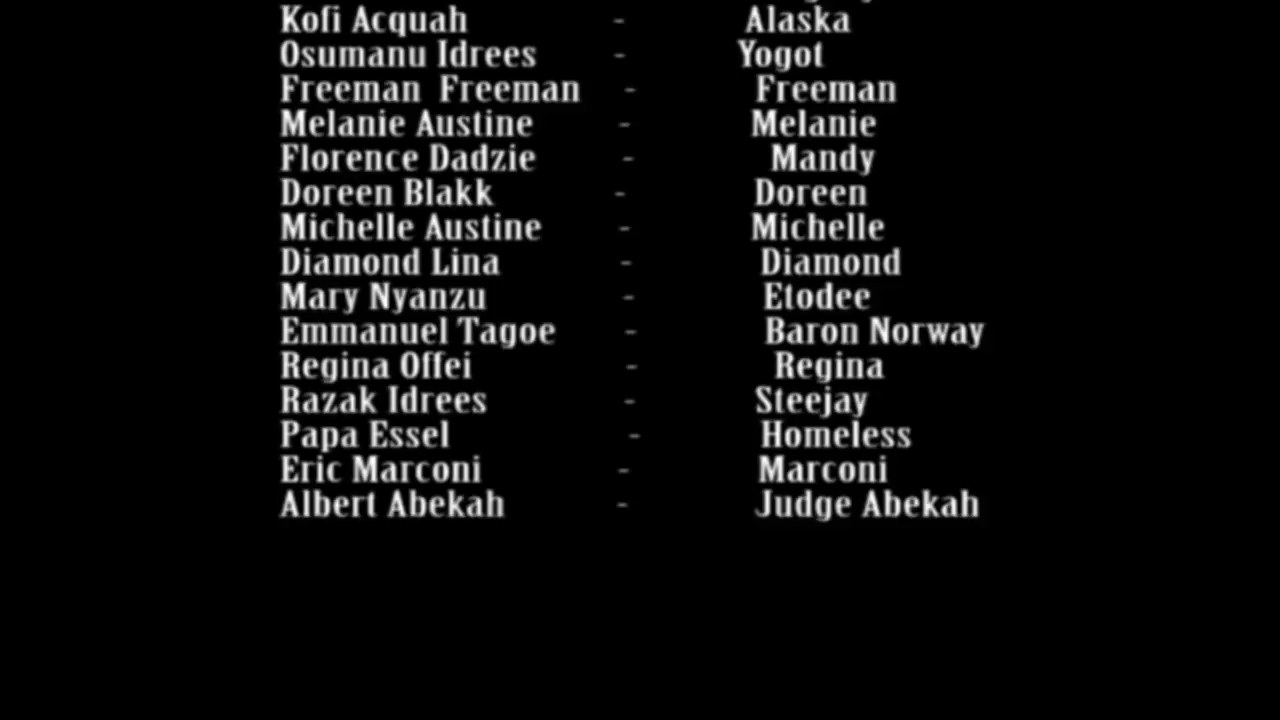 Kofi Acquah - Alaska
Osumanu Idrees - Yogot
Freeman Freeman - Freeman
Melanie Austine - Melanie
Florence Dadzie - Mandy
Doreen Blakk - Doreen
Michelle Austine - Michelle
Diamond Lina - Diamond
Mary Nyanzu - Etodee
Emmanuel Tagoe - Baron Norway
Regina Offei - Regina
Razak Idrees - Steejay
Papa Essel - Homeless
Eric Marconi - Marconi
Albert Abekah - Judge Abekah